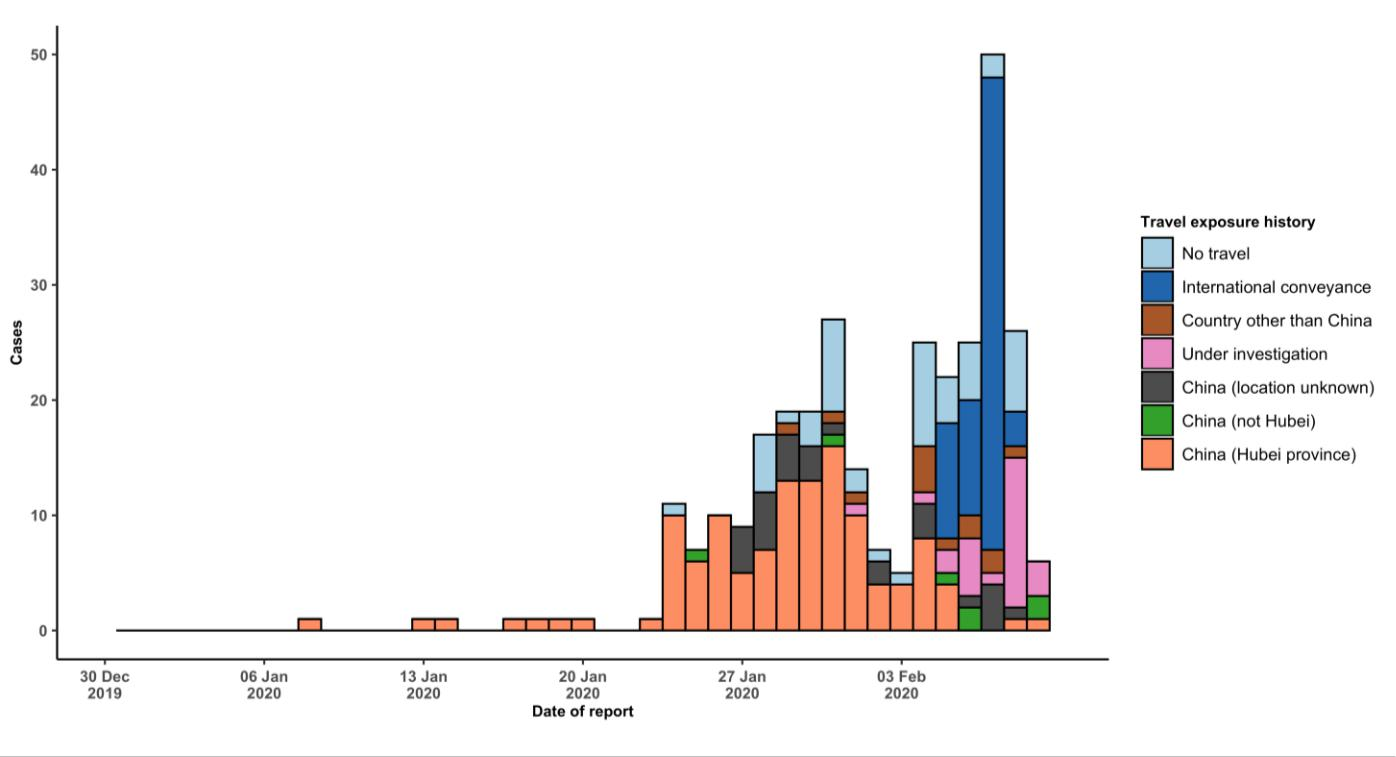 50
40
30
20
10
0
Cases
30 Dec
2019
06 Jan
2020
13 Jan
2020
20 Jan
2020
27 Jan
2020
03 Feb
2020
Date of report
Travel exposure history
No travel
International conveyance
Country other than China
Under investigation
China (location unknown)
China (not Hubei)
China (Hubei province)